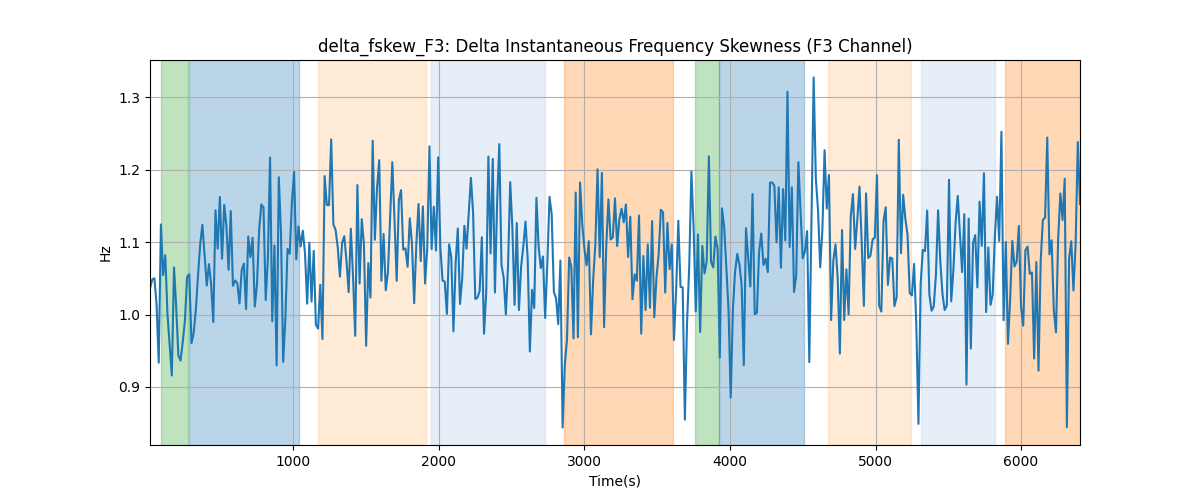 delta_fskew_F3: Delta Instantaneous Frequency Skewness (F3 Channel)
1.3
1.2
1.1
1.0
0.9
Hz
1000 2000 3000 4000 5000 6000
Time(s)